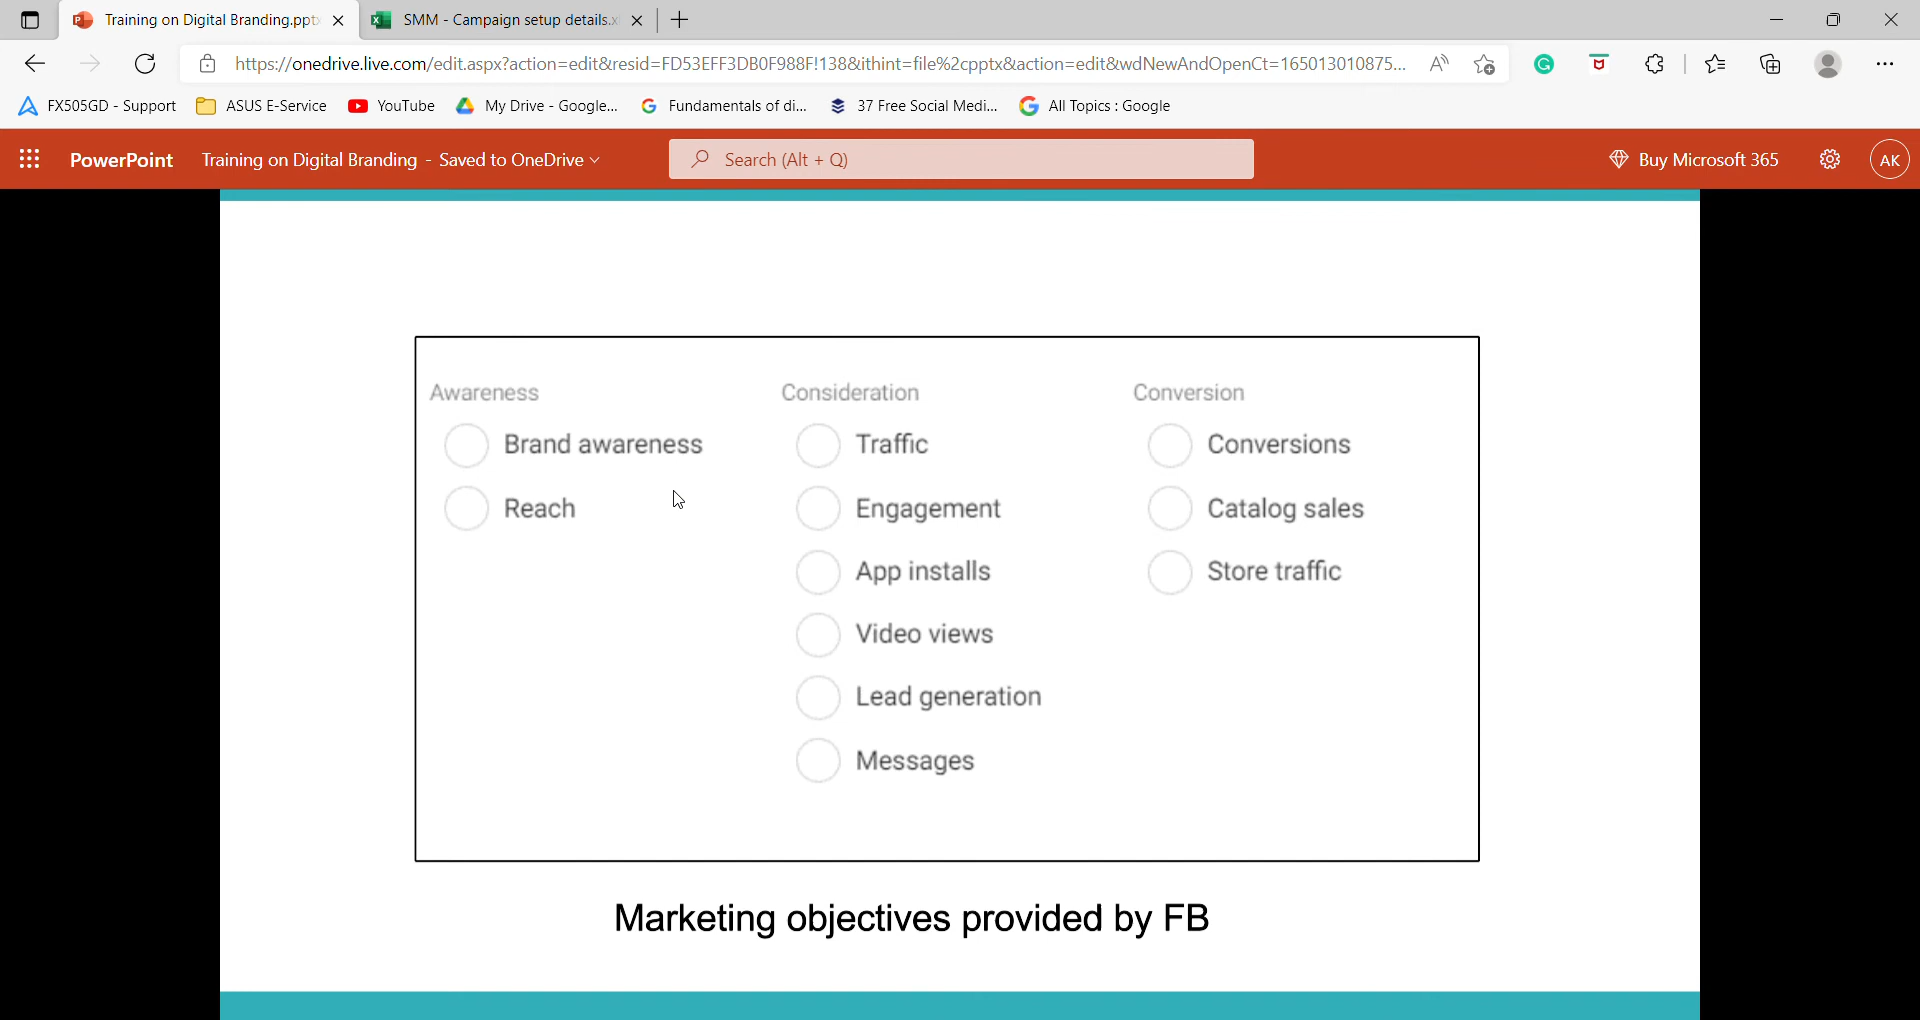 Training on Digital Branding.pptx
SMM - Campaign setup details.xl
https://onedrive.live.com/edit.aspx?action=edit&resid=FD53EFF3DB0F988F!138&ithint=file%2cpptx&action=edit&wdNewAndOpenCt=165013010875...
FX505GD - Support
ASUS E-Service
YouTube
My Drive - Google...
Fundamentals of di...
37 Free Social Medi...
All Topics : Google
PowerPoint
Training on Digital Branding - Saved to OneDrive
Search (Alt + Q)
Buy Microsoft 365
AK
Awareness
Brand awareness
Reach
Consideration
Traffic
Engagement
App installs
Video views
Lead generation
Messages
Conversion
Conversions
Catalog sales
Store traffic
Marketing objectives provided by FB